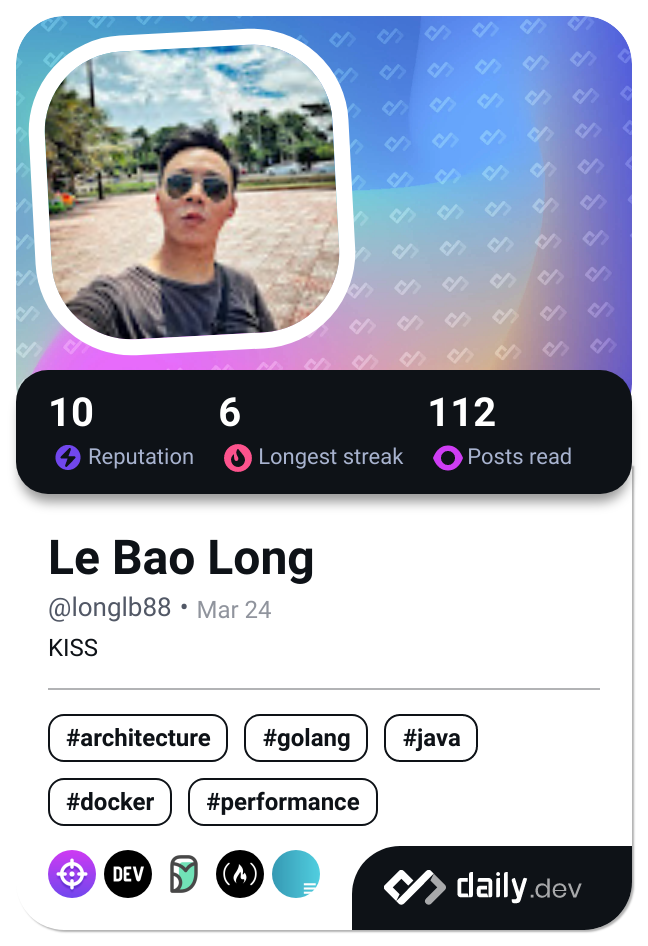 10 6 112
Reputation Longest streak Posts read
Le Bao Long
@longlb88 • Mar 24
KISS
#architecture #golang #java
#docker #performance
DEV
daily.dev